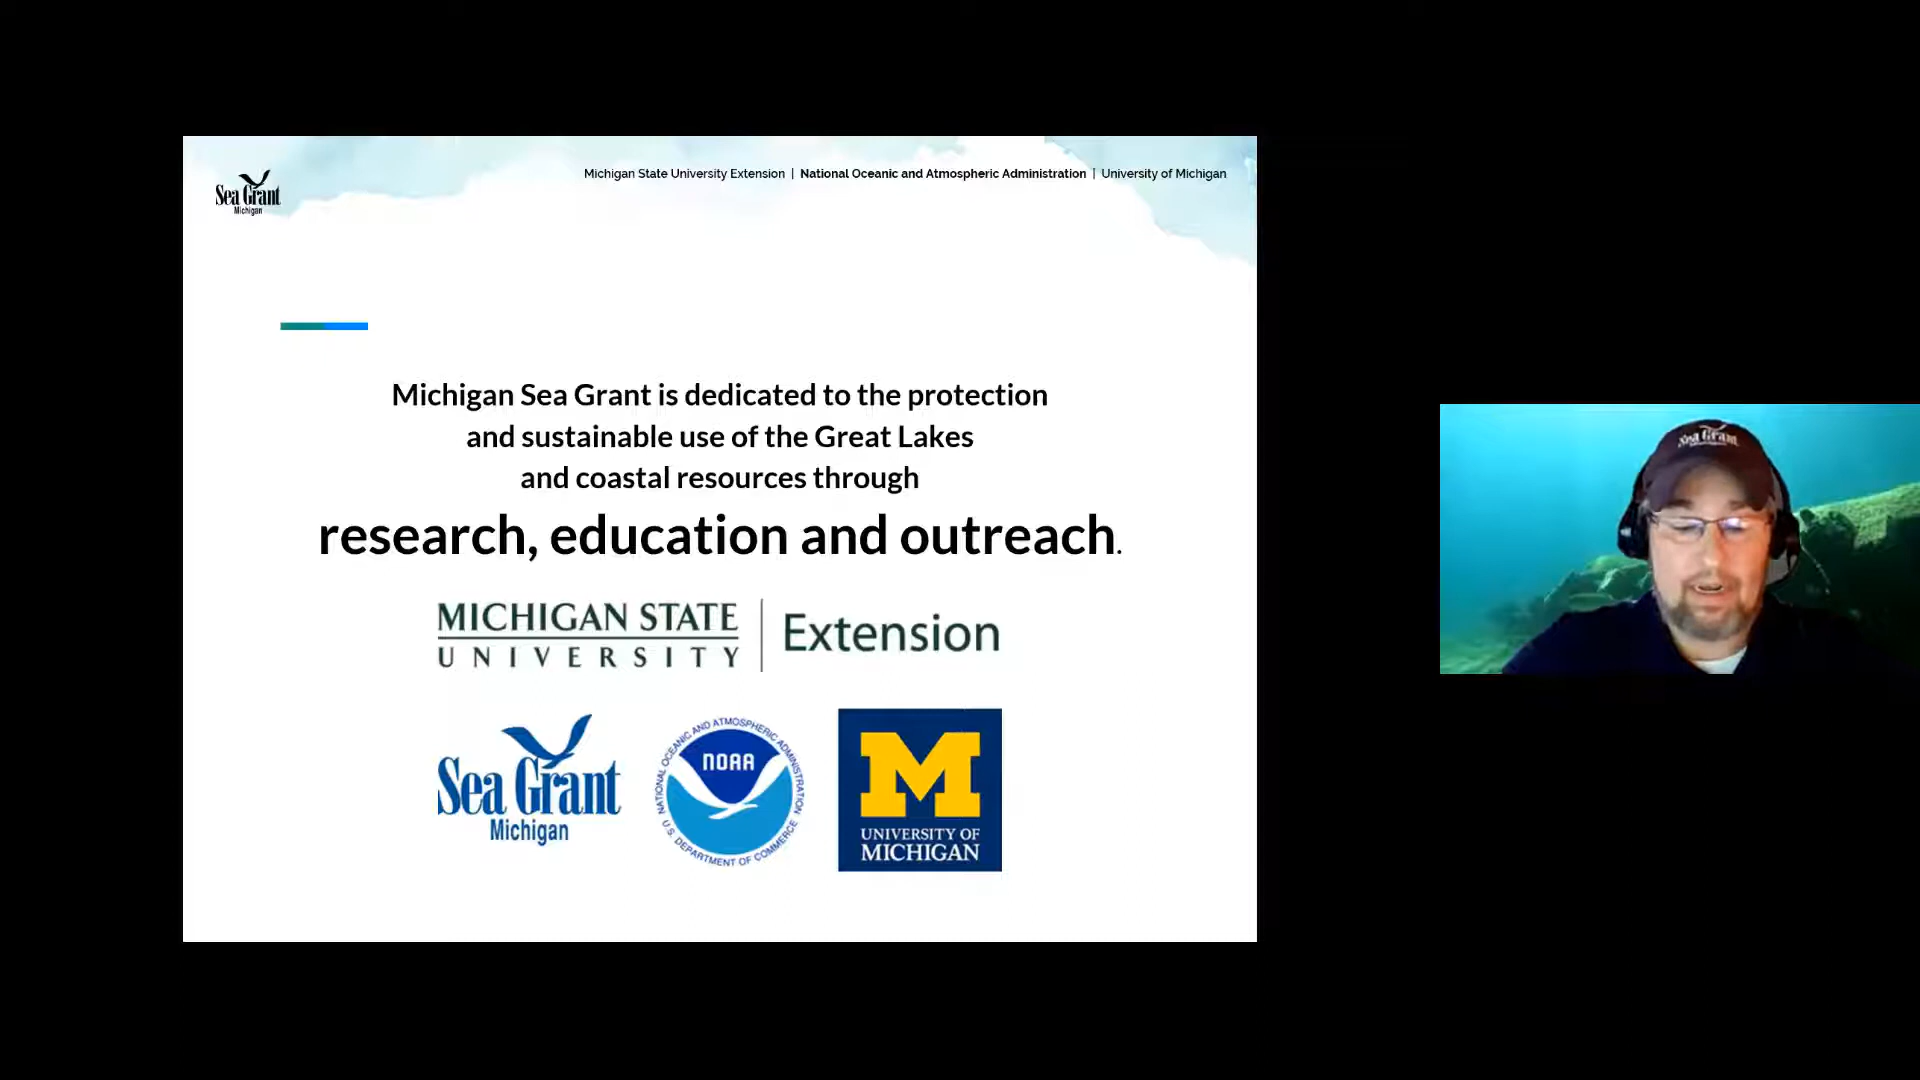 Sea Grant
Michigan
Michigan State University Extension | National Oceanic and Atmospheric Administration | University of Michigan
Michigan Sea Grant is dedicated to the protection
and sustainable use of the Great Lakes
and coastal resources through
research, education and outreach.
MICHIGAN STATE
UNIVERSITY
Extension
Sea Grant
Michigan
NATIONAL OCEANIC AND ATMOSPHERIC ADMINISTRATION
NOAA
U.S. DEPARTMENT OF COMMERCE
M
UNIVERSITY OF
MICHIGAN
Sea Grant